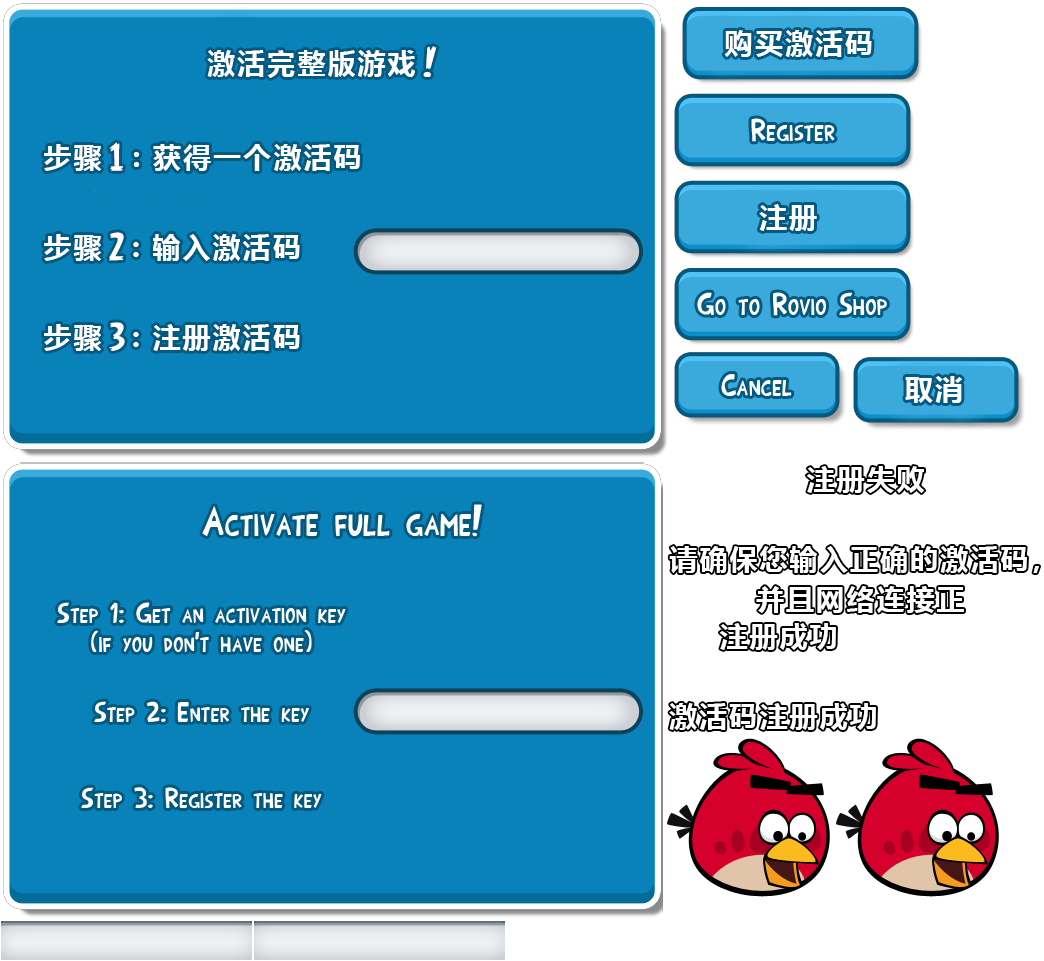 激活完整版游戏!
步骤1:获得一个激活码
步骤2:输入激活码
步骤3:注册激活码
购买激活码
Register
注册
Go to Rovio Shop
Cancel
取消
注册失败
请确保您输入正确的激活码,
并且网络连接正
注册成功
激活码注册成功
Activate full game!
Step 1: Get an activation key
(if you don't have one)
Step 2: Enter the key
Step 3: Register the key